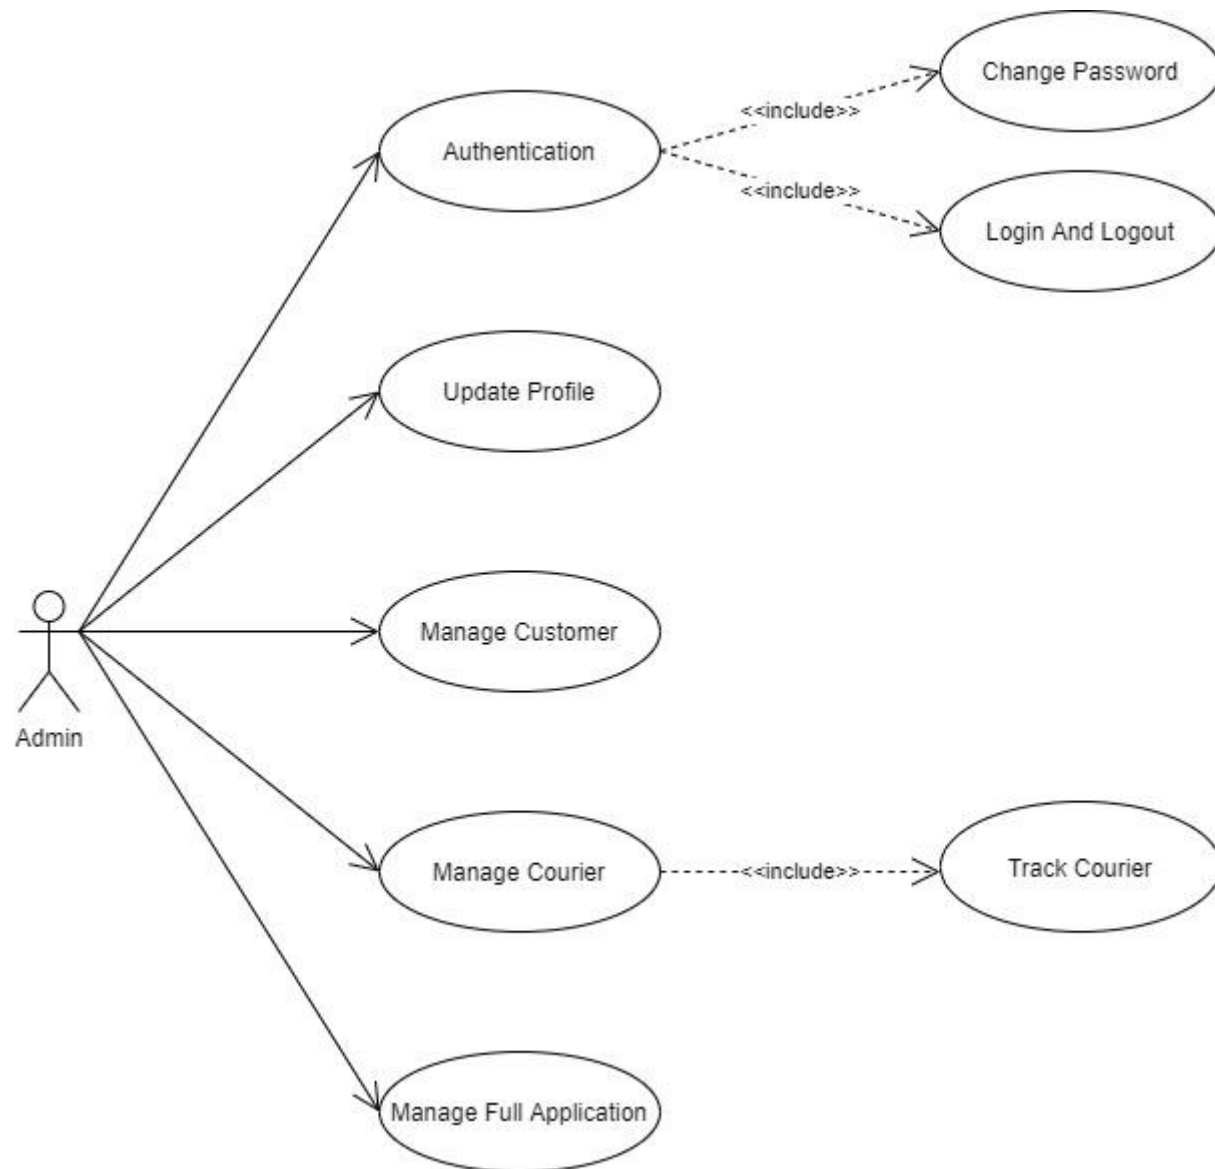 Change Password
<<include>>
Authentication
<<include>>
Login And Logout
Update Profile
Manage Customer
Admin
Manage Courier
<<include>>
Track Courier
Manage Full Application